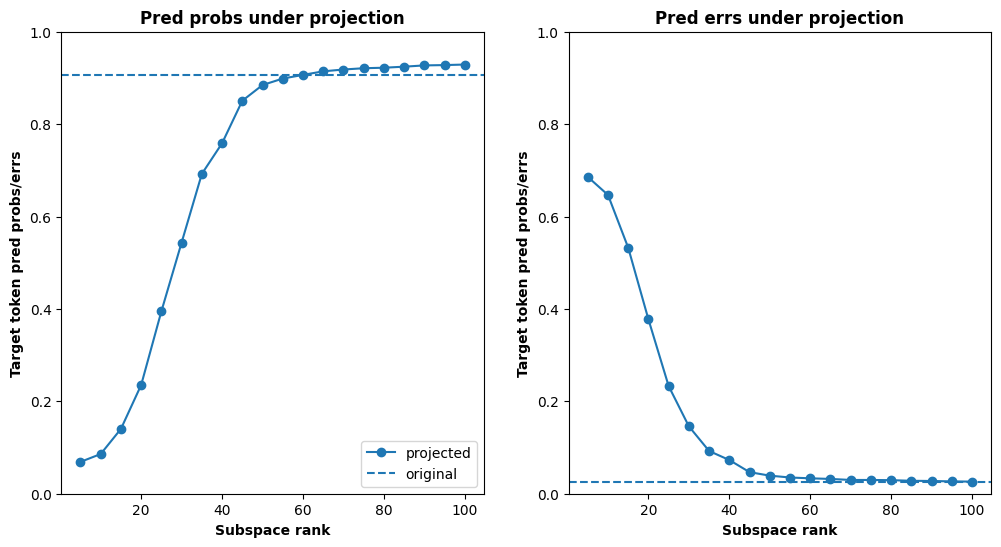 Pred probs under projection
Target token pred probs/errs
1.0
0.8
0.6
0.4
0.2
0.0
20
40
60
80
100
Subspace rank
projected
original
Pred errs under projection
Target token pred probs/errs
1.0
0.8
0.6
0.4
0.2
0.0
20
40
60
80
100
Subspace rank